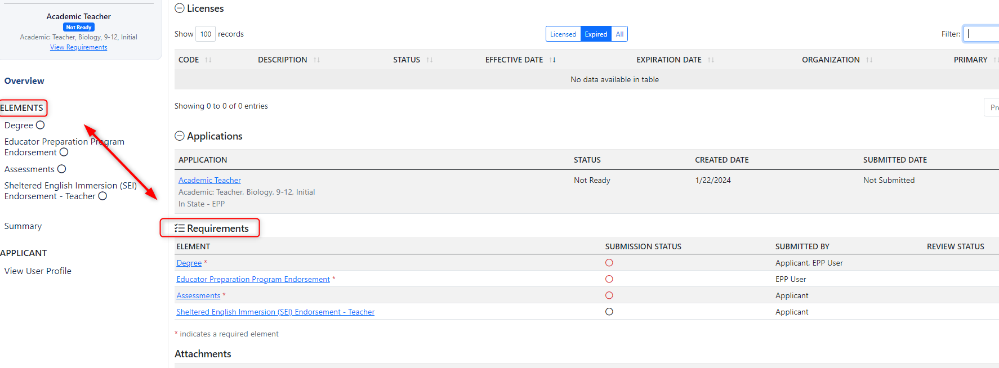 Academic Teacher
Not Ready
Academic: Teacher, Biology, 9-12, Initial
View Requirements
Overview
ELEMENTS
Degree
Educator Preparation Program
Endorsement
Assessments
Sheltered English Immersion (SEI)
Endorsement - Teacher
Summary
APPLICANT
View User Profile
Licenses
Show 100 records
Licensed Expired All
Filter:
CODE DESCRIPTION STATUS EFFECTIVE DATE EXPIRATION DATE ORGANIZATION PRIMARY
No data available in table
Showing 0 to 0 of 0 entries
Applications
APPLICATION STATUS CREATED DATE SUBMITTED DATE
Academic Teacher Not Ready 1/22/2024 Not Submitted
Academic: Teacher, Biology, 9-12, Initial
In State - EPP
Requirements
ELEMENT SUBMISSION STATUS SUBMITTED BY REVIEW STATUS
Degree * Applicant, EPP User
Educator Preparation Program Endorsement * EPP User
Assessments * Applicant
Sheltered English Immersion (SEI) Endorsement - Teacher Applicant
* indicates a required element
Attachments